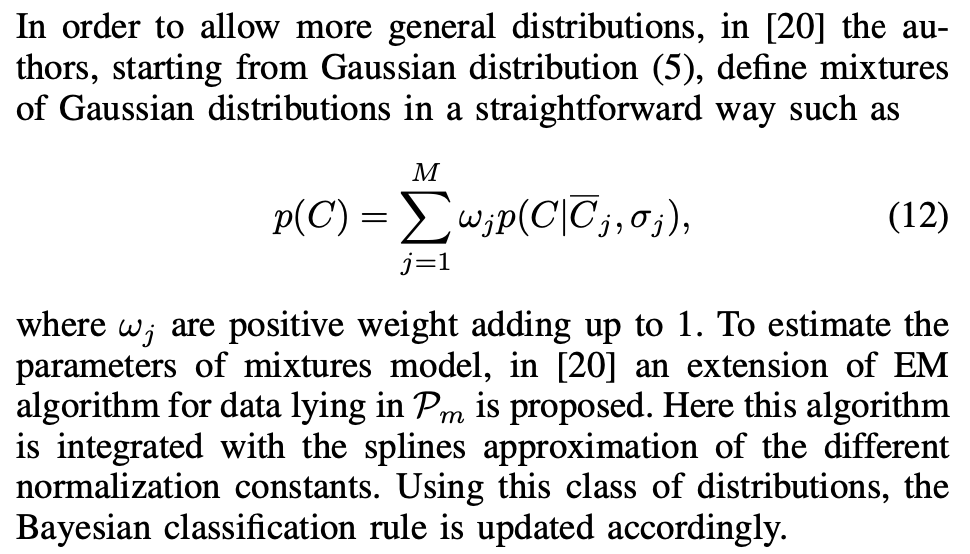 In order to allow more general distributions, in [20] the au-
thors, starting from Gaussian distribution (5), define mixtures
of Gaussian distributions in a straightforward way such as
p(C) = \sum_{j=1}^{M} \omega_j p(C|\overline{C}_j, \sigma_j), (12)
where ω_j are positive weight adding up to 1. To estimate the
parameters of mixtures model, in [20] an extension of EM
algorithm for data lying in \mathcal{P}_m is proposed. Here this algorithm
is integrated with the splines approximation of the different
normalization constants. Using this class of distributions, the
Bayesian classification rule is updated accordingly.